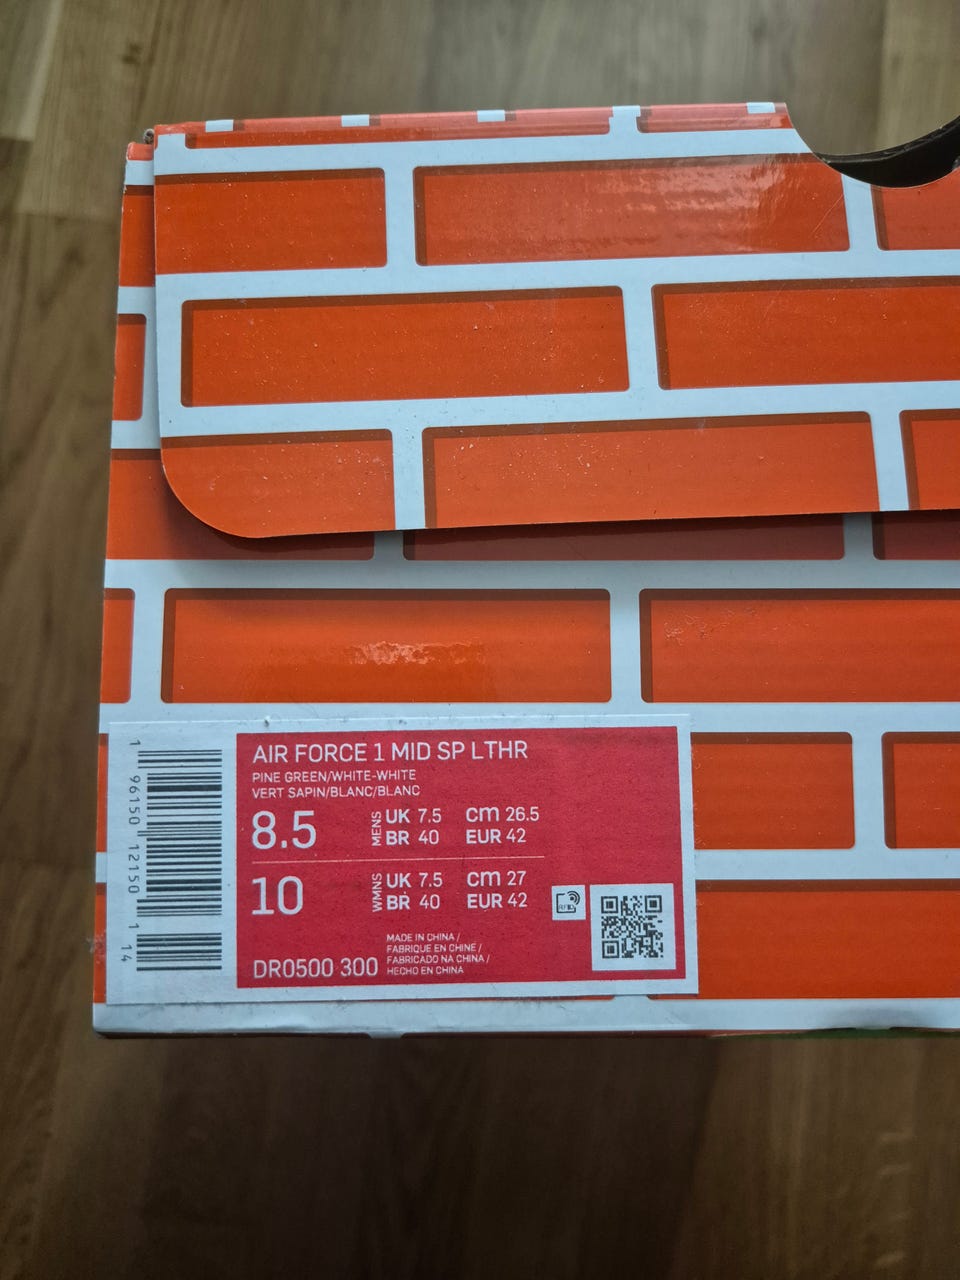 AIR FORCE 1 MID SP LTHR
PINE GREEN/WHITE-WHITE
VERT SAPIN/BLANC/BLANC
8.5 MENS UK 7.5 cm 26.5
BR 40 EUR 42
10 WMNS UK 7.5 cm 27
BR 40 EUR 42
RFID
DR0500 300
MADE IN CHINA /
FABRIQUE EN CHINE /
FABRICADO NA CHINA /
HECHO EN CHINA
1 96150 12150 1 14